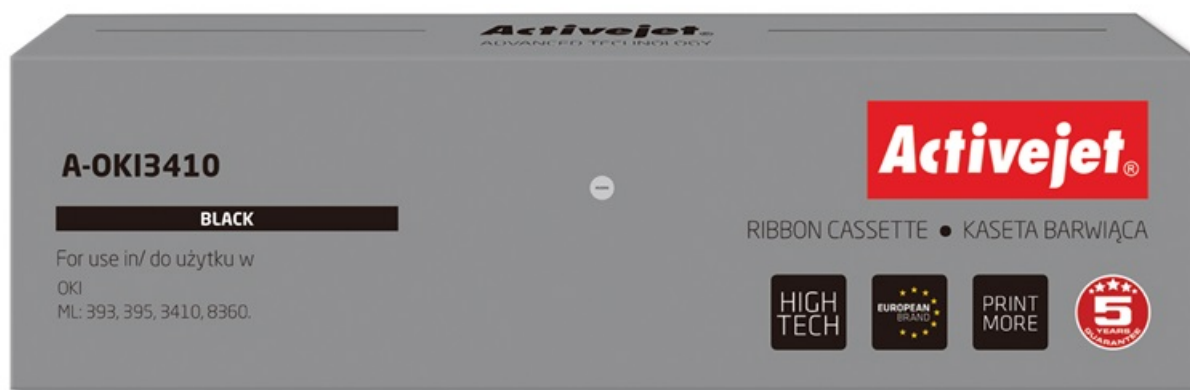 Activejet®
ADVANCED TECHNOLOGY
A-OKI3410
BLACK
For use in/ do użytku w
OKI
ML: 393, 395, 3410, 8360.
Activejet®
RIBBON CASSETTE ● KASETA BARWIĄCA
HIGH
TECH
EUROPEAN
BRAND
PRINT
MORE
5
YEARS
GUARANTEE